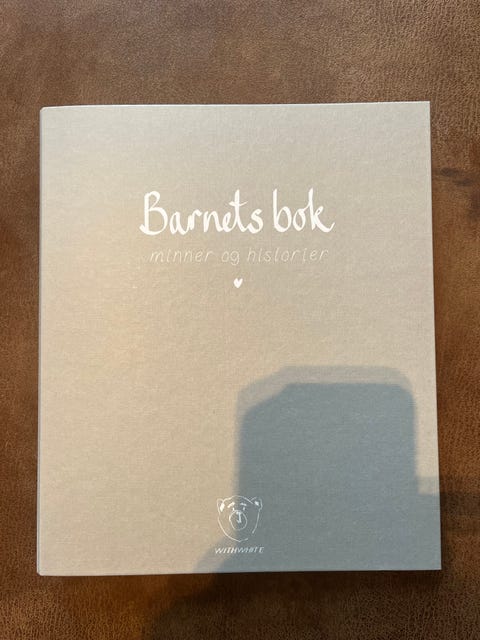 Barnets bok
minner og historier
WITHWHITE